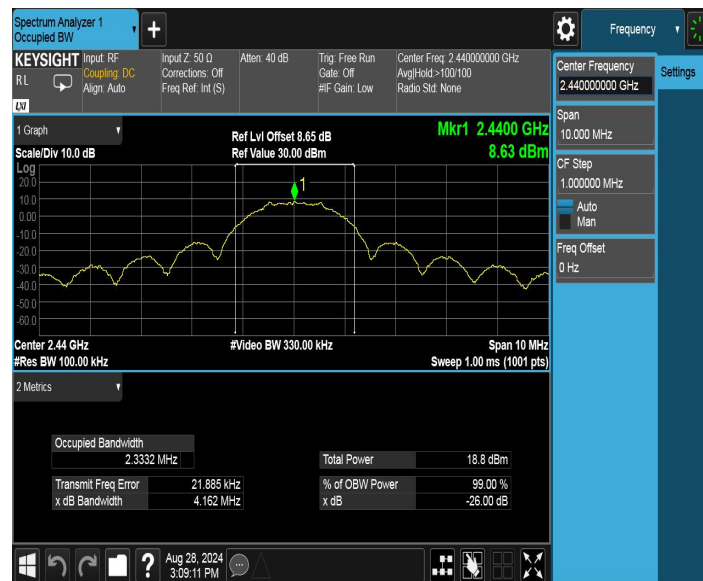 Spectrum Analyzer 1
Occupied BW
Frequency
KEYSIGHT
RL
LXI
Input: RF
Coupling: DC
Align: Auto
Input Z: 50 Ω
Corrections: Off
Freq Ref: Int (S)
Atten: 40 dB
Trig: Free Run
Gate: Off
#IF Gain: Low
Center Freq: 2.440000000 GHz
Avg|Hold:>100/100
Radio Std: None
Center Frequency
2.440000000 GHz
Settings
Span
10.000 MHz
CF Step
1.000000 MHz
Auto
Man
Freq Offset
0 Hz
1 Graph
Scale/Div 10.0 dB
Ref Lvl Offset 8.65 dB
Ref Value 30.00 dBm
Mkr1 2.4400 GHz
8.63 dBm
Log
20.0
10.0
0.00
-10.0
-20.0
-30.0
-40.0
-50.0
-60.0
1
Center 2.44 GHz
#Res BW 100.00 kHz
#Video BW 330.00 kHz
Span 10 MHz
Sweep 1.00 ms (1001 pts)
2 Metrics
Occupied Bandwidth
2.3332 MHz
Total Power 18.8 dBm
Transmit Freq Error 21.885 kHz
% of OBW Power 99.00 %
x dB Bandwidth 4.162 MHz
x dB -26.00 dB
?
Aug 28, 2024
3:09:11 PM